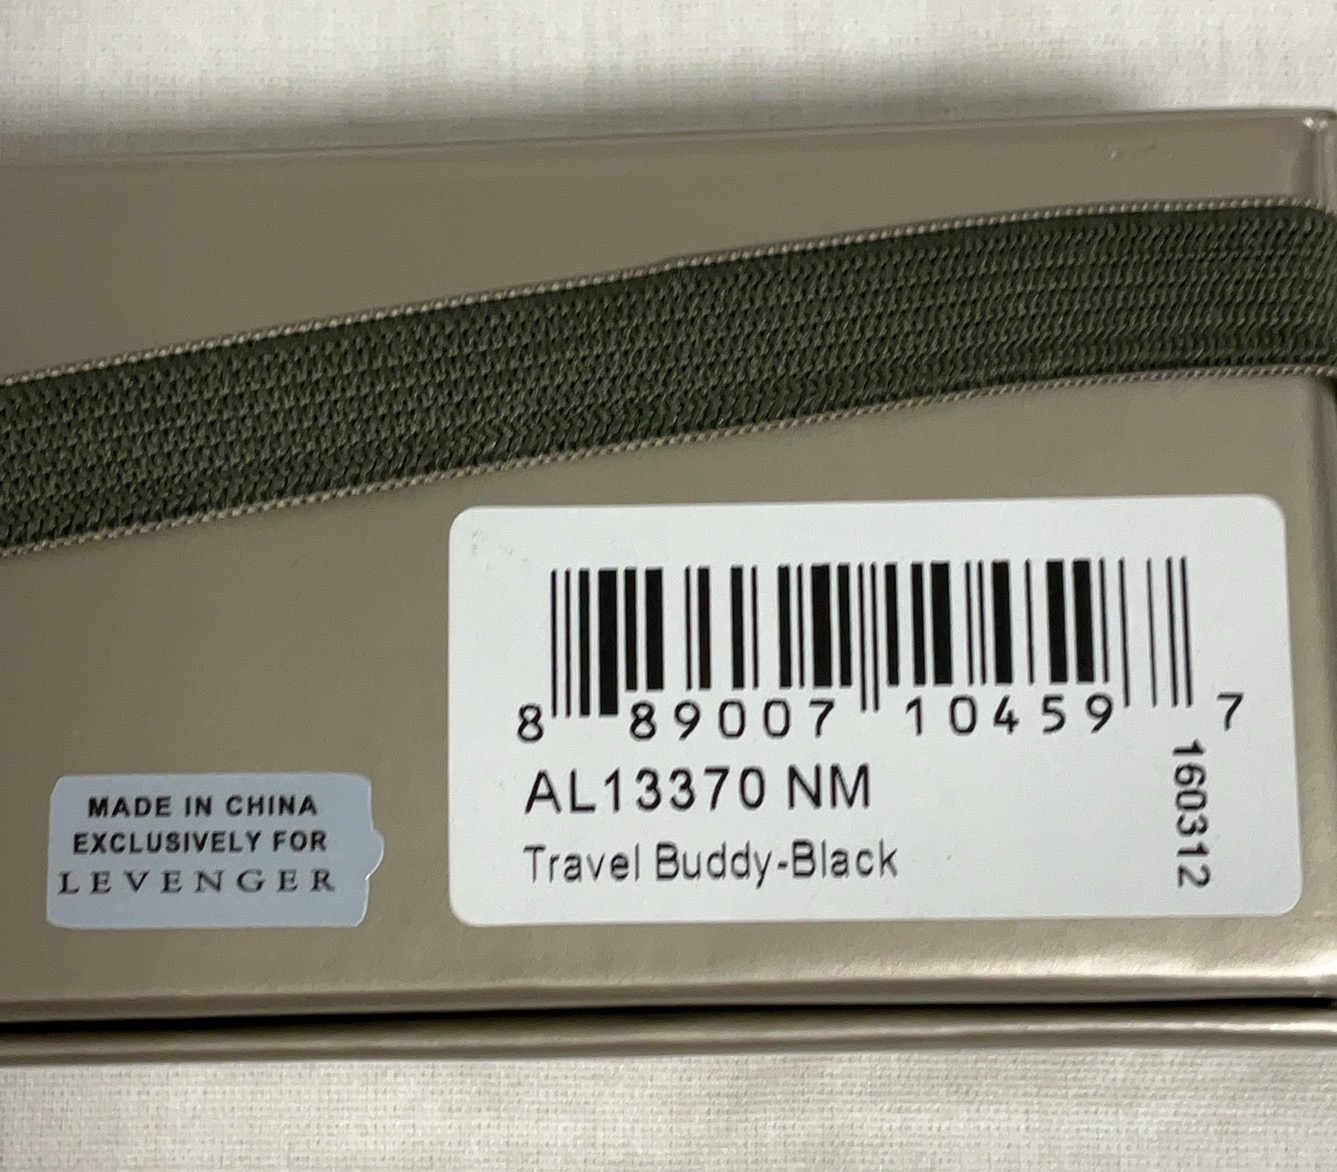 8 89007 10459 7
AL13370 NM
Travel Buddy-Black
160312
MADE IN CHINA
EXCLUSIVELY FOR
LEVENGER